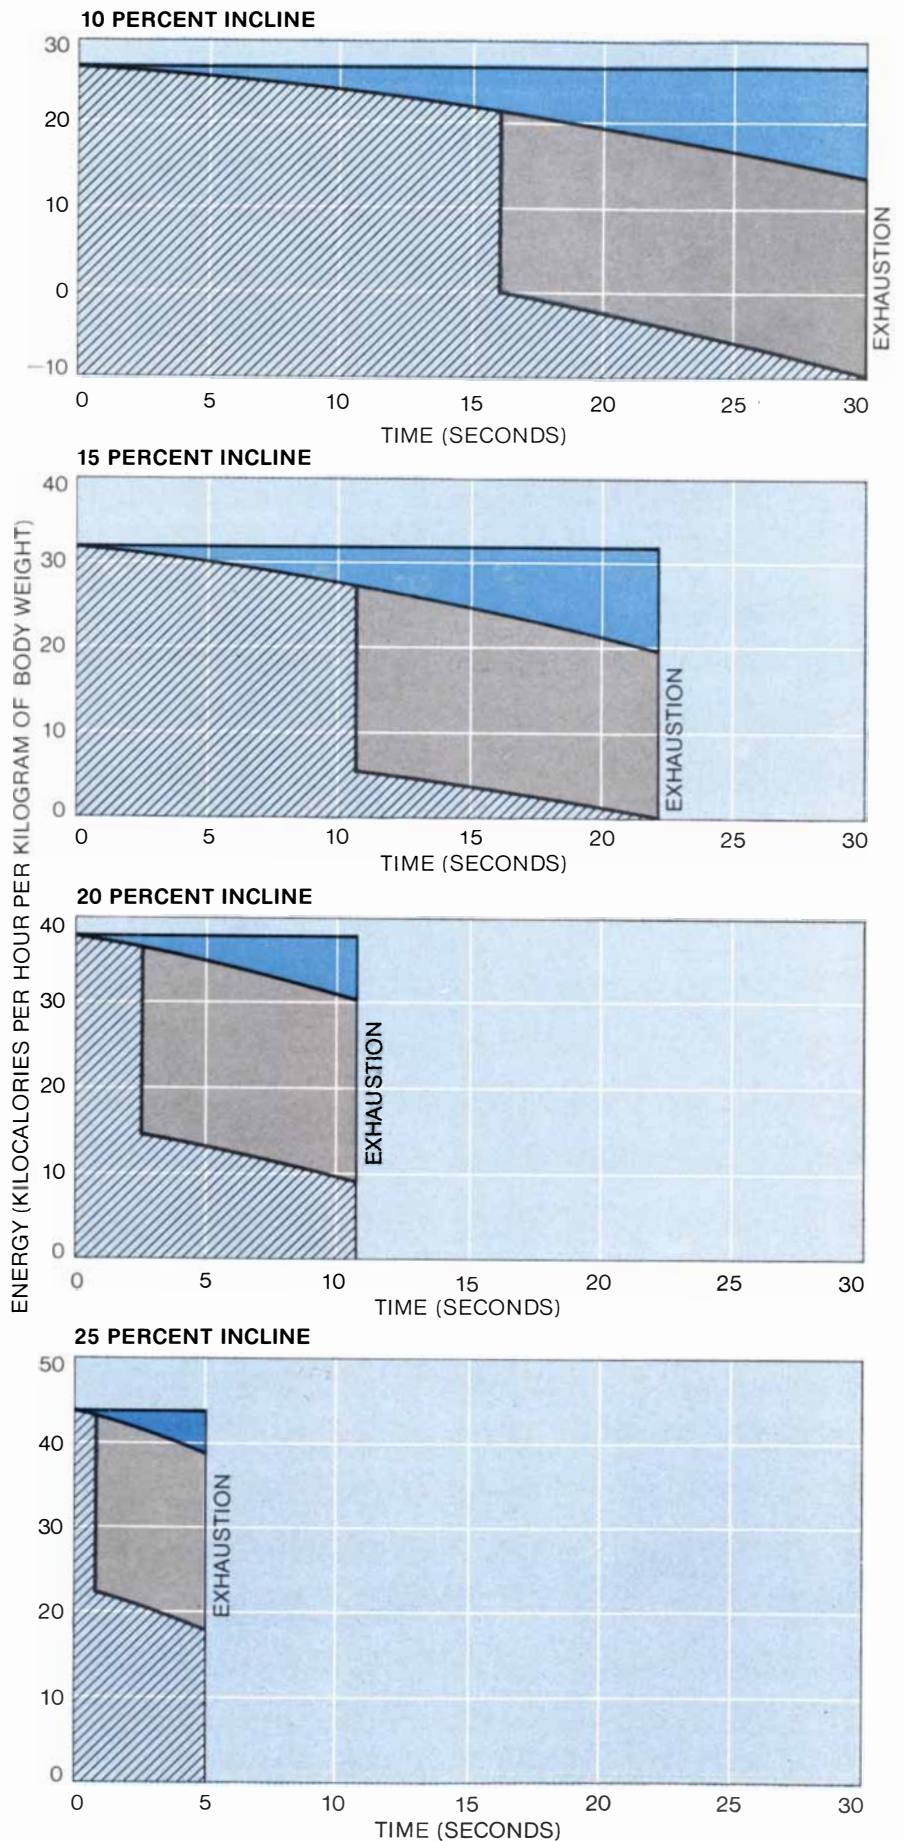 10 PERCENT INCLINE
30
20
10
0
−10
EXHAUSTION
0 5 10 15 20 25 30
TIME (SECONDS)
15 PERCENT INCLINE
ENERGY (KILOCALORIES PER HOUR PER KILOGRAM OF BODY WEIGHT)
40
30
20
10
0
EXHAUSTION
0 5 10 15 20 25 30
TIME (SECONDS)
20 PERCENT INCLINE
40
30
20
10
0
EXHAUSTION
0 5 10 15 20 25 30
TIME (SECONDS)
25 PERCENT INCLINE
50
40
30
20
10
0
EXHAUSTION
0 5 10 15 20 25 30
TIME (SECONDS)